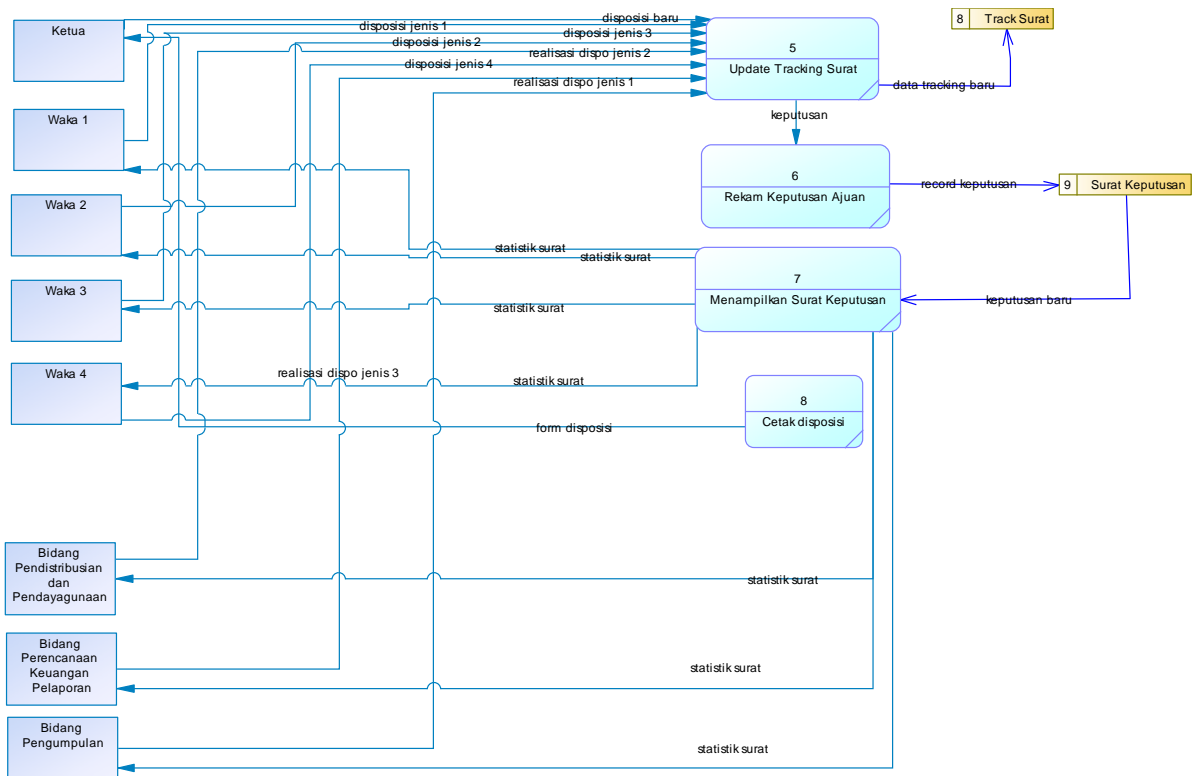 disposisi baru
8 Track Surat
Ketua
disposisi jenis 1
disposisi jenis 3
disposisi jenis 2
5
realisasi dispo jenis 2
disposisi jenis 4
Update Tracking Surat
realisasi dispo jenis 1
data tracking baru
Waka 1
keputusan
6
record keputusan
9 Surat Keputusan
Rekam Keputusan Ajuan
Waka 2
statistik surat
statistik surat
7
Waka 3
Menampilkan Surat Keputusan
keputusan baru
statistik surat
Waka 4
realisasi dispo jenis 3
statistik surat
8
Cetak disposisi
form disposisi
Bidang
Pendistribusian
dan
Pendayagunaan
statistik surat
Bidang
Perencanaan
Keuangan
Pelaporan
statistik surat
Bidang
Pengumpulan
statistik surat